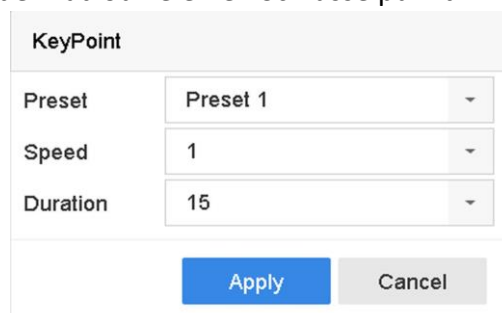 KeyPoint
Preset Preset 1
Speed 1
Duration 15
Apply Cancel